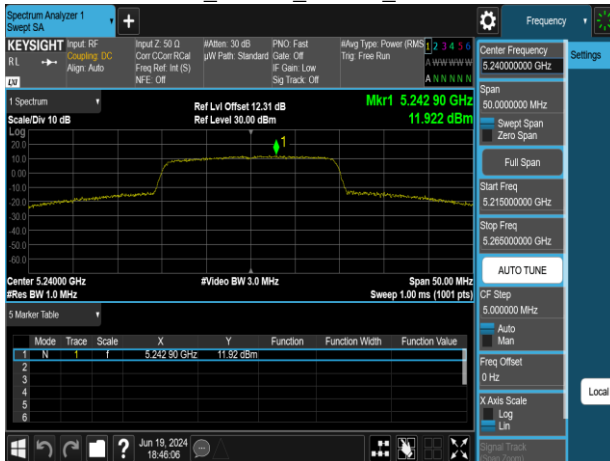 Spectrum Analyzer 1
Swept SA
+
Frequency
KEYSIGHT
Input: RF
Input Z: 50 Ω
#Atten: 30 dB
PNO: Fast
#Avg Type: Power (RMS
1 2 3 4 5 6
RL
Coupling: DC
Corr CCorr RCal
µW Path: Standard
Gate: Off
Trig: Free Run
A WW WW W
Align: Auto
Freq Ref: Int (S)
IF Gain: Low
LXI
NFE: Off
Sig Track: Off
A N N N N N
1 Spectrum
Ref Lvl Offset 12.31 dB
Mkr1 5.242 90 GHz
Scale/Div 10 dB
Ref Level 30.00 dBm
11.922 dBm
Log
1
20.0
10.0
0.00
-10.0
-20.0
-30.0
-40.0
-50.0
-60.0
Center 5.24000 GHz
#Video BW 3.0 MHz
Span 50.00 MHz
#Res BW 1.0 MHz
Sweep 1.00 ms (1001 pts)
5 Marker Table
Mode Trace Scale X Y Function Function Width Function Value
1 N 1 f 5.242 90 GHz 11.92 dBm
2
3
4
5
6
?
Jun 19, 2024
18:46:06
Center Frequency
5.240000000 GHz
Settings
Span
50.0000000 MHz
Swept Span
Zero Span
Full Span
Start Freq
5.215000000 GHz
Stop Freq
5.265000000 GHz
AUTO TUNE
CF Step
5.000000 MHz
Auto
Man
Freq Offset
0 Hz
Local
X Axis Scale
Log
Lin
Signal Track
(Span Zoom)